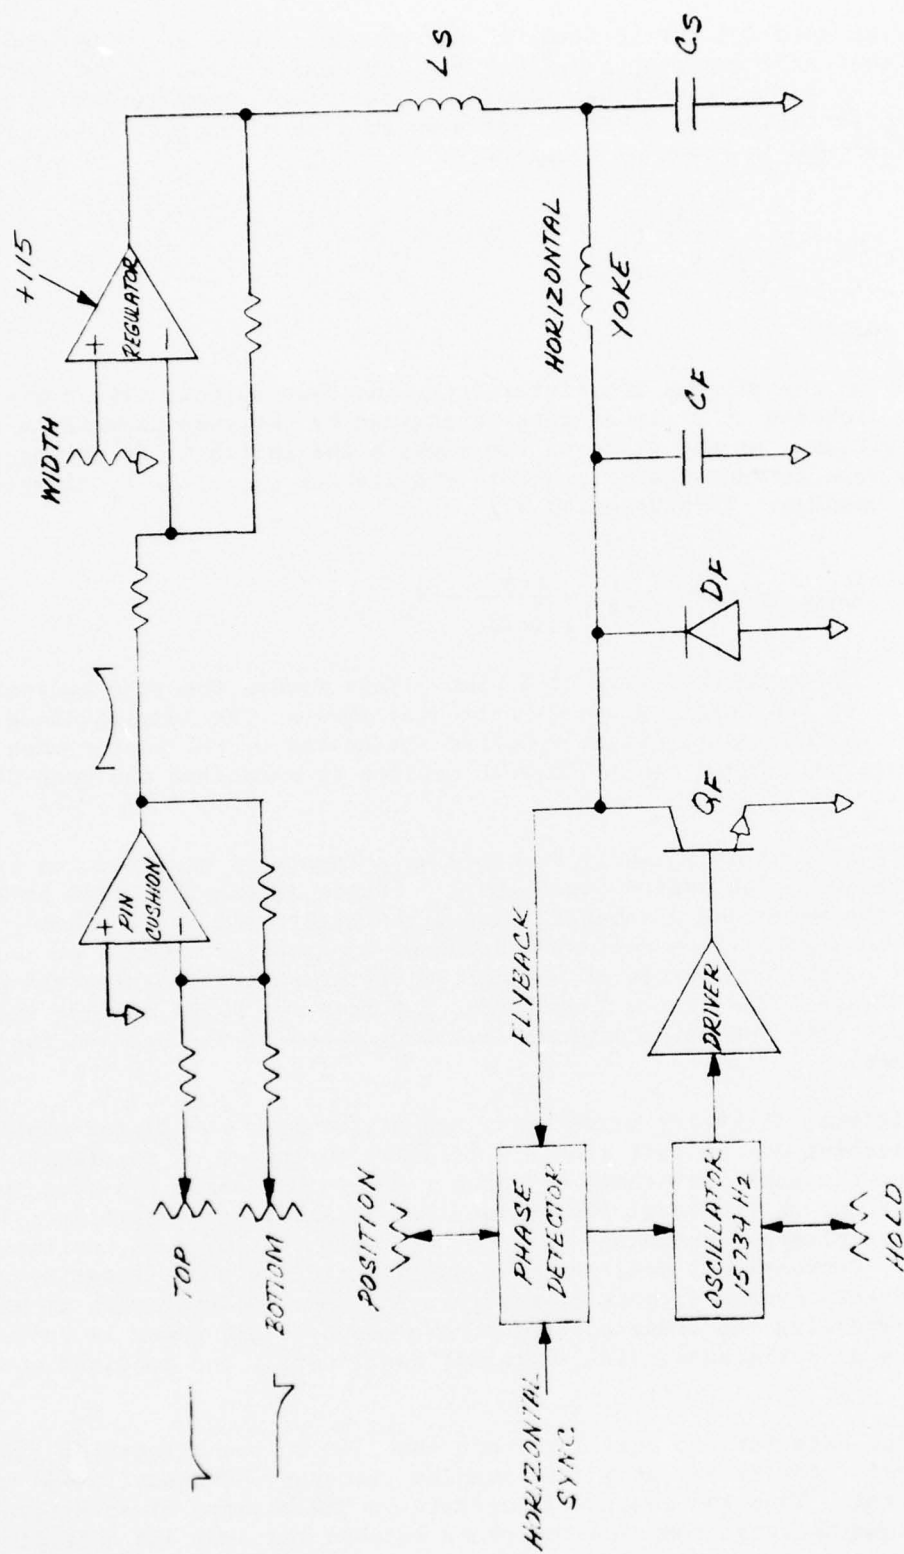 TOP
BOTTOM
+
PIN
CUSHION
-
WIDTH
+115
+
REGULATOR
-
LS
CS
HORIZONTAL
YOKE
CF
DF
QF
FLYBACK
DRIVER
POSITION
PHASE
DETECTOR
OSCILLATOR
15734 Hz
HOLD
HORIZONTAL
SYNC